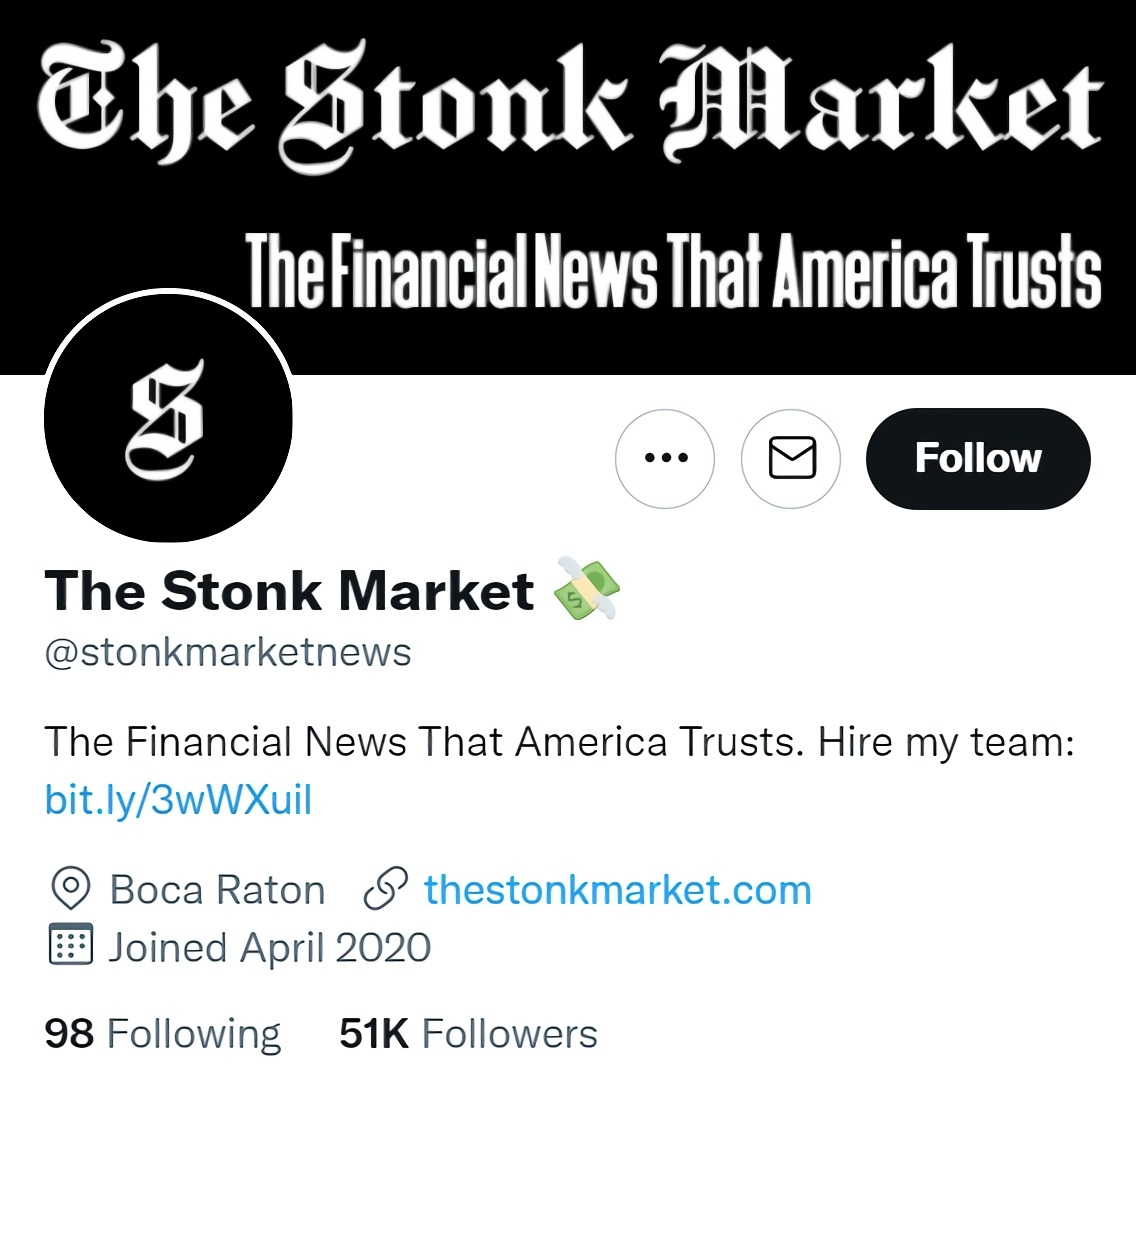 The Stonk Market
The Financial News That America Trusts
S
Follow
The Stonk Market 💸
@stonkmarketnews
The Financial News That America Trusts. Hire my team:
bit.ly/3wWXuil
Boca Raton thestonkmarket.com
Joined April 2020
98 Following 51K Followers